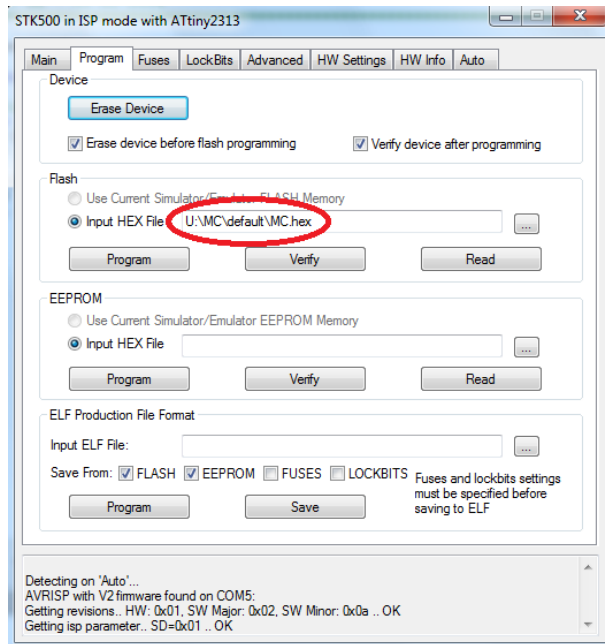 STK500 in ISP mode with ATtiny2313
Main Program Fuses LockBits Advanced HW Settings HW Info Auto
Device
Erase Device
Erase device before flash programming Verify device after programming
Flash
Use Current Simulator/Emulator FLASH Memory
Input HEX File U:\MC\default\MC.hex ...
Program Verify Read
EEPROM
Use Current Simulator/Emulator EEPROM Memory
Input HEX File ...
Program Verify Read
ELF Production File Format
Input ELF File: ...
Save From: FLASH EEPROM FUSES LOCKBITS Fuses and lockbits settings
must be specified before
Program Save saving to ELF
Detecting on 'Auto'...
AVRISP with V2 firmware found on COM5:
Getting revisions.. HW: 0x01, SW Major: 0x02, SW Minor: 0x0a .. OK
Getting isp parameter.. SD=0x01 .. OK